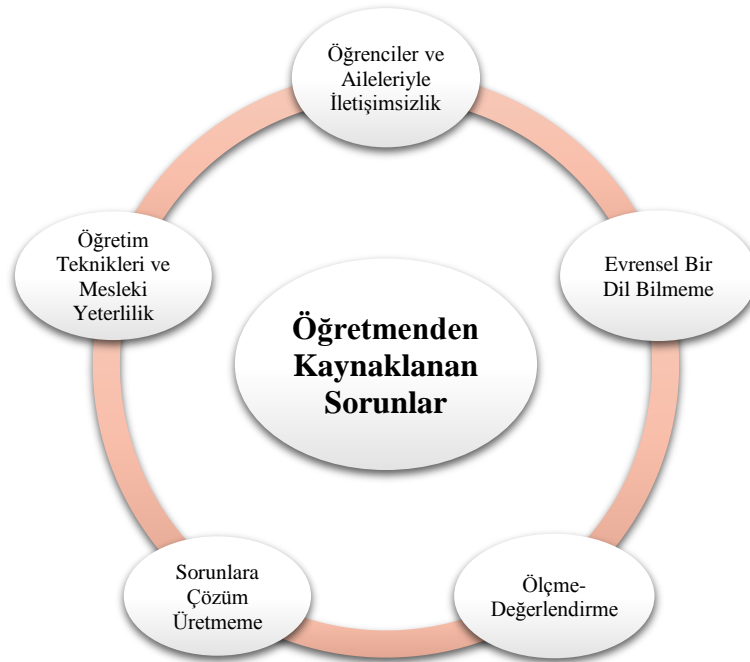 Öğrenciler ve
Aileleriyle
İletişimsizlik
Öğretim
Teknikleri ve
Mesleki
Yeterlilik
Evrensel Bir
Dil Bilmeme
Öğretmenden
Kaynaklanan
Sorunlar
Sorunlara
Çözüm
Üretmeme
Ölçme-
Değerlendirme